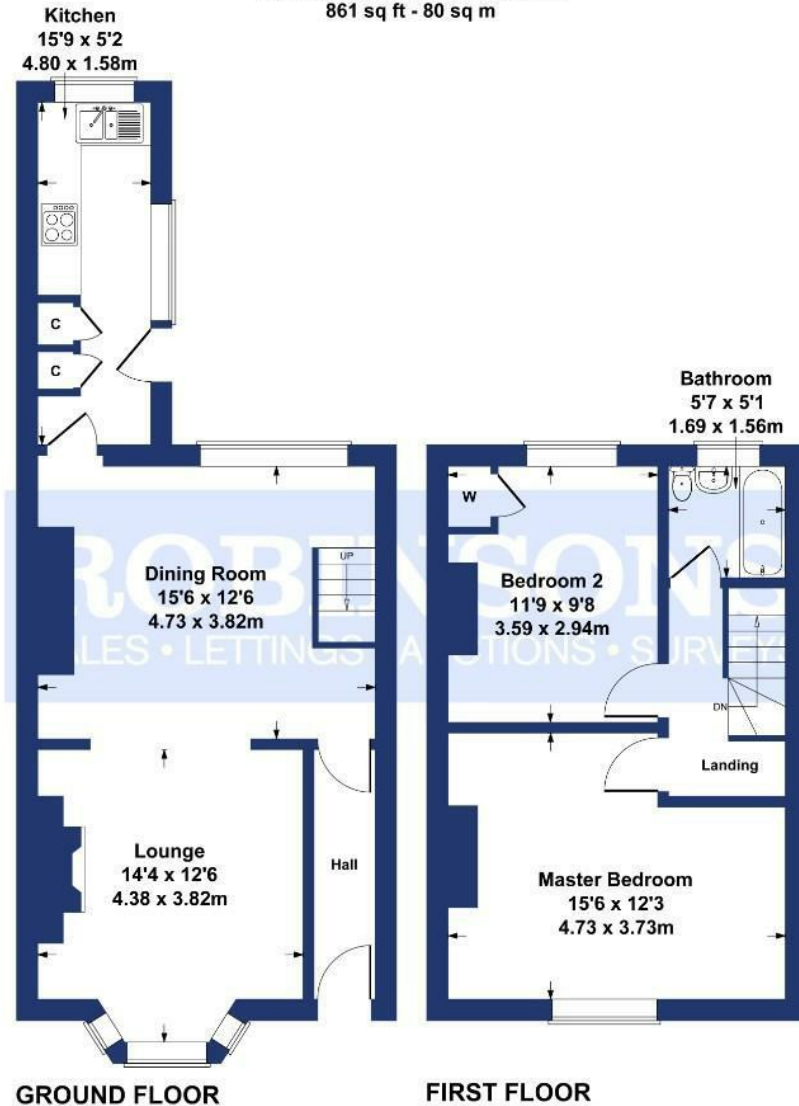 861 sq ft - 80 sq m
Kitchen
15'9 x 5'2
4.80 x 1.58m
C
C
Bathroom
5'7 x 5'1
1.69 x 1.56m
W
ROBINSONS
UP
Dining Room
15'6 x 12'6
4.73 x 3.82m
Bedroom 2
11'9 x 9'8
3.59 x 2.94m
ALES • LETTINGS • A CTIONS • SURVEYS
DN
Landing
Lounge
14'4 x 12'6
4.38 x 3.82m
Hall
Master Bedroom
15'6 x 12'3
4.73 x 3.73m
GROUND FLOOR
FIRST FLOOR